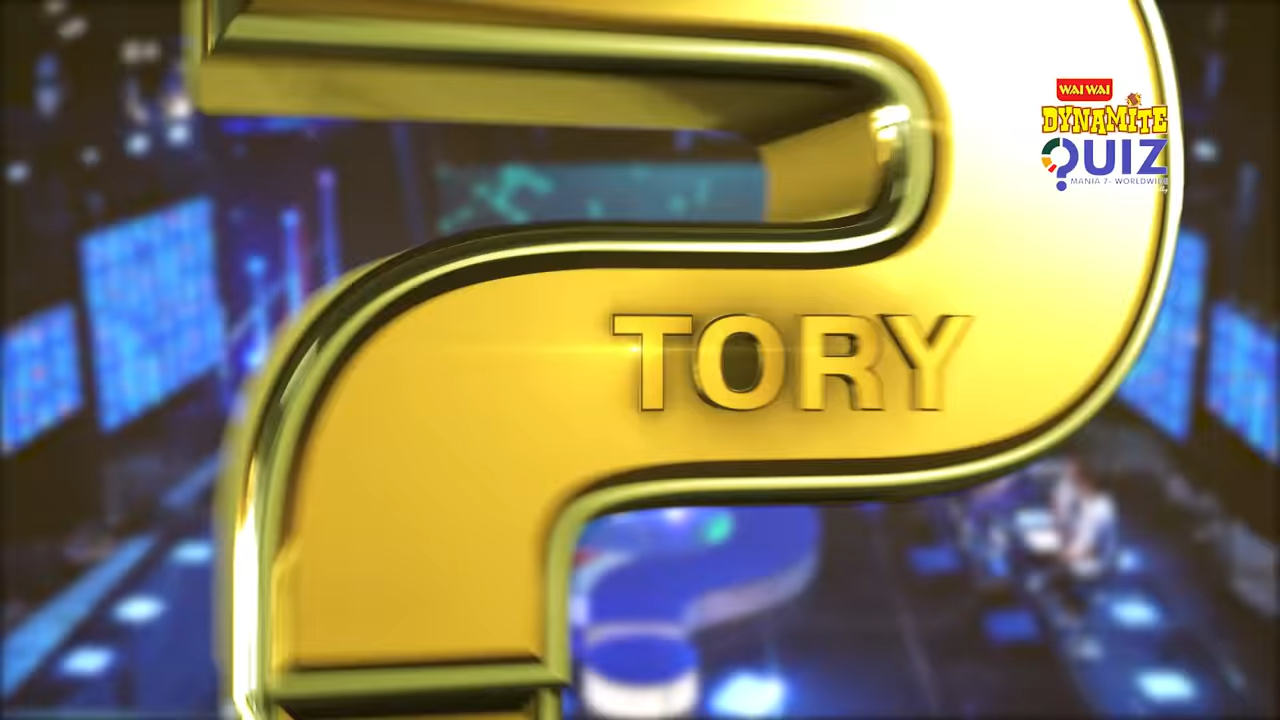 WAI WAI
DYNAMITE
QUIZ
MANIA 7- WORLDWIDE
TORY